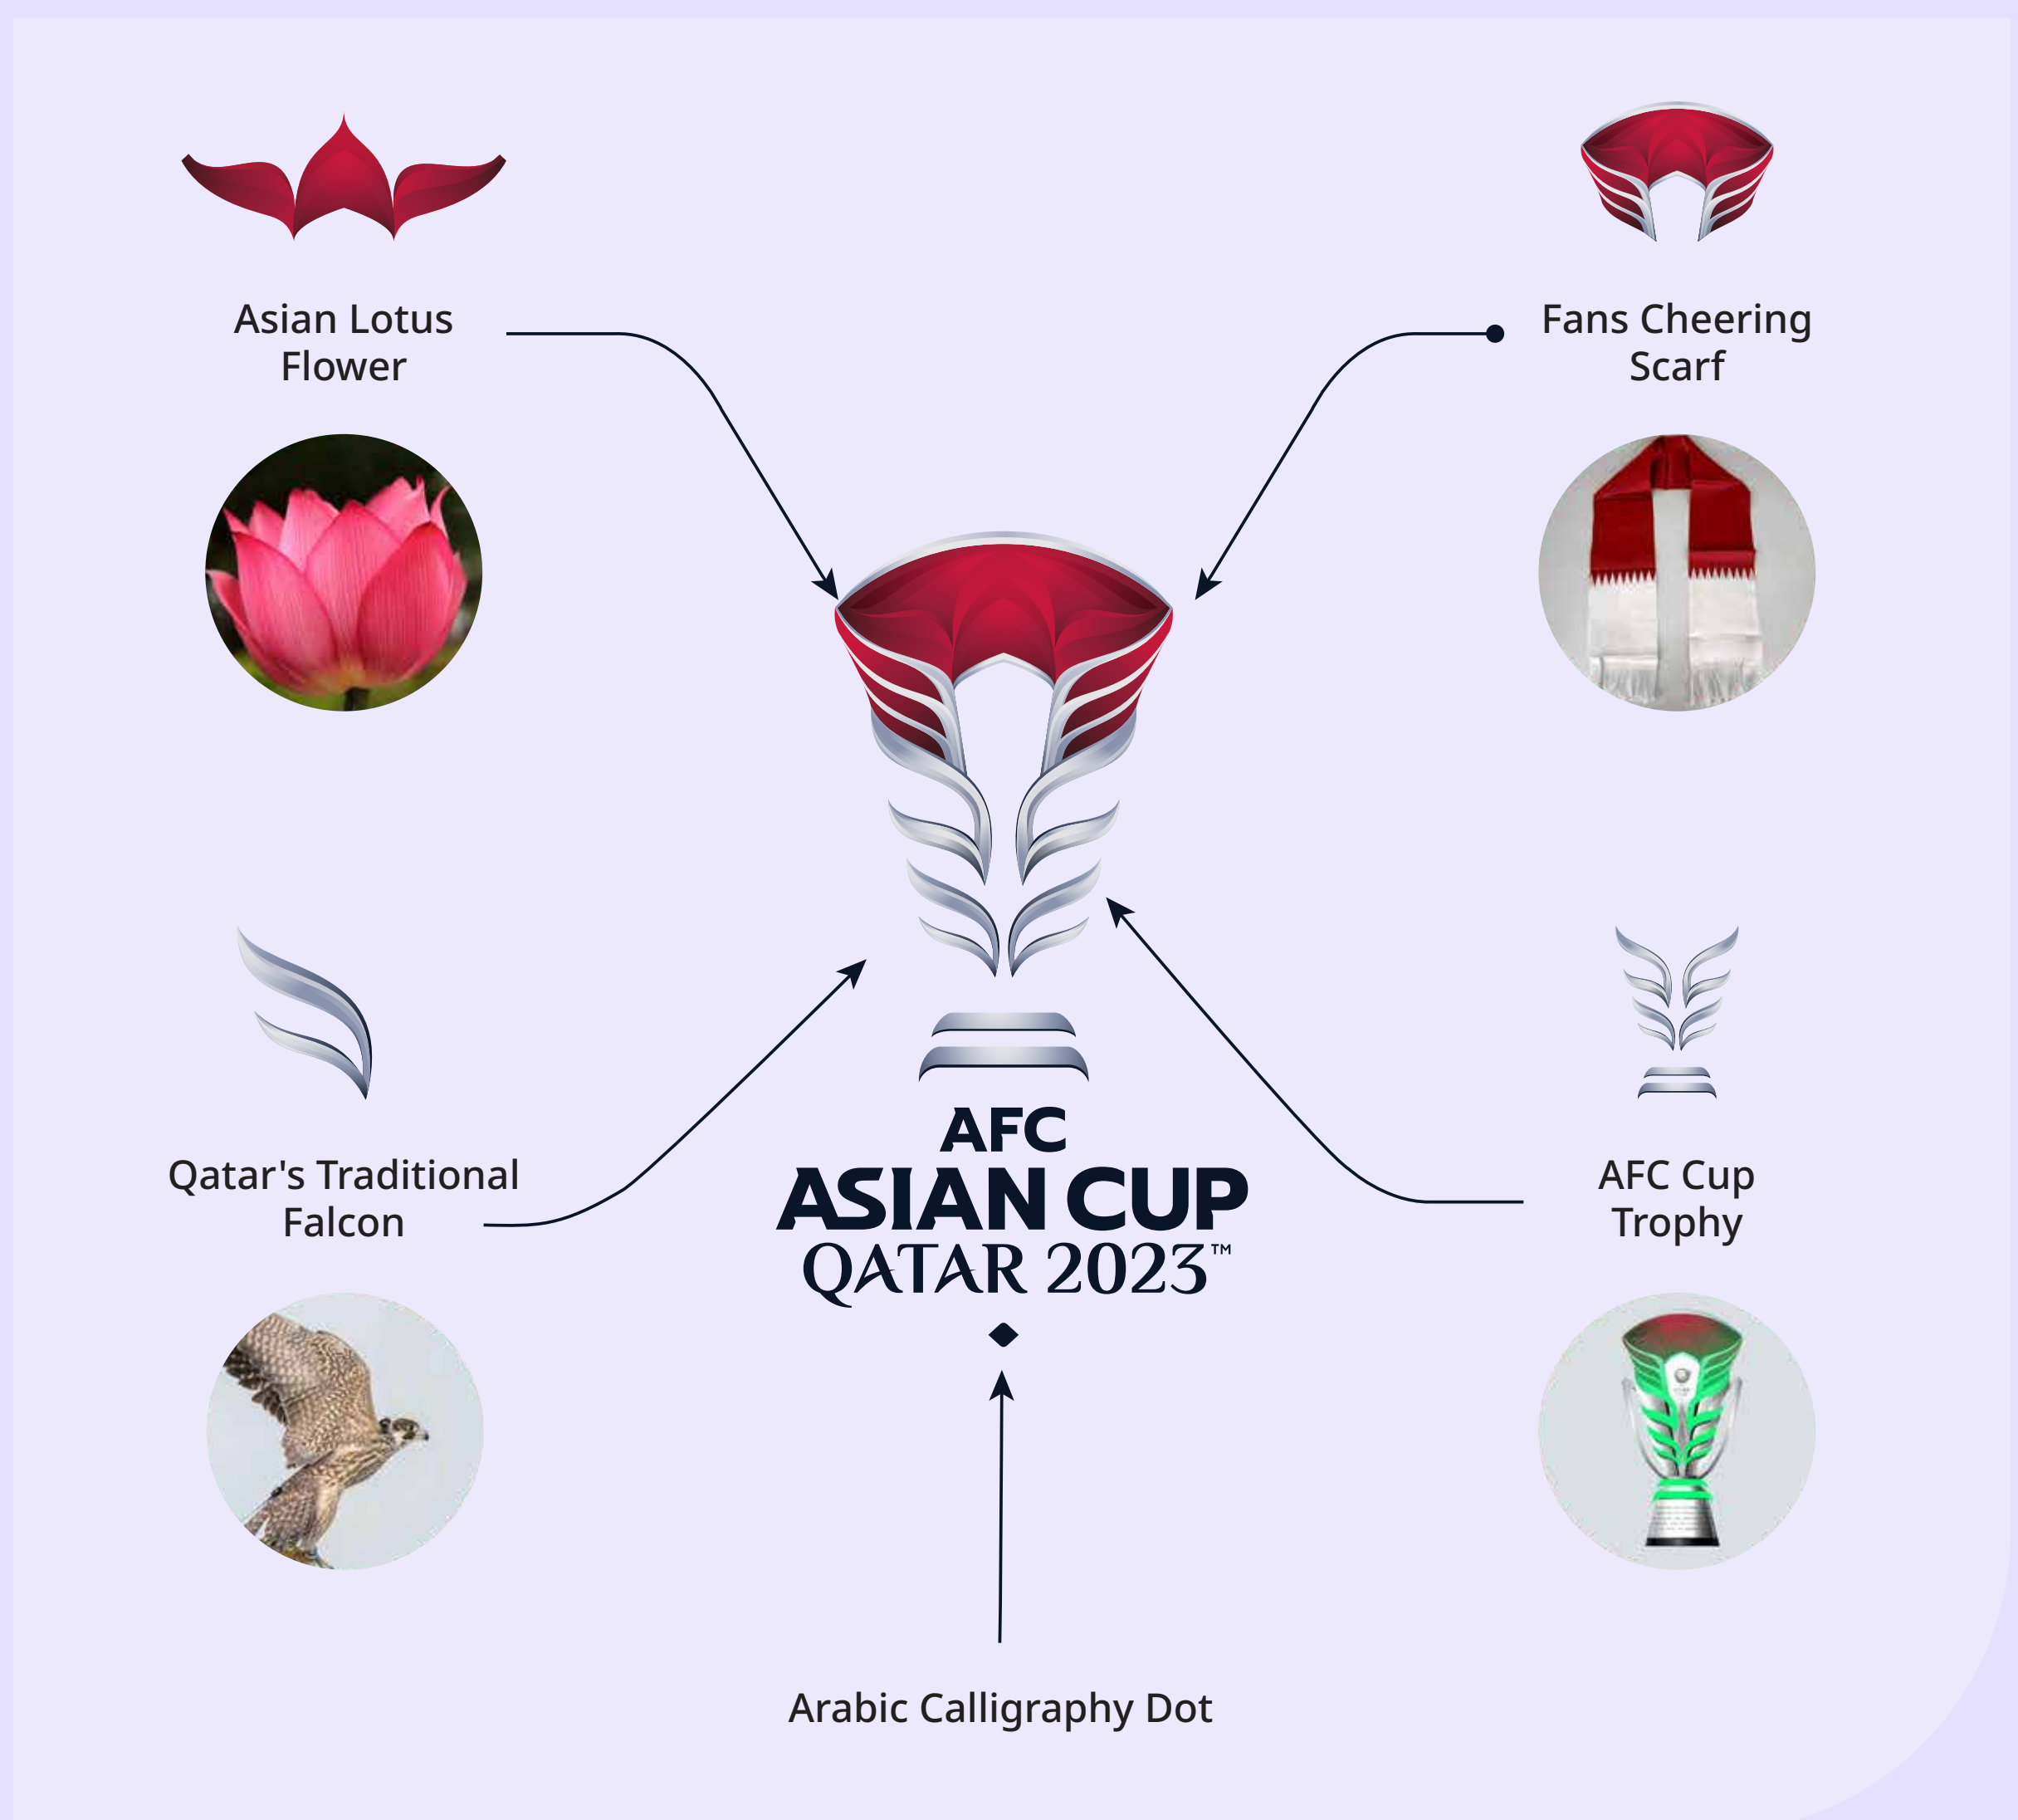 Asian Lotus
Flower
Fans Cheering
Scarf
Qatar's Traditional
Falcon
AFC
ASIAN CUP
QATAR 2023™
AFC Cup
Trophy
Arabic Calligraphy Dot